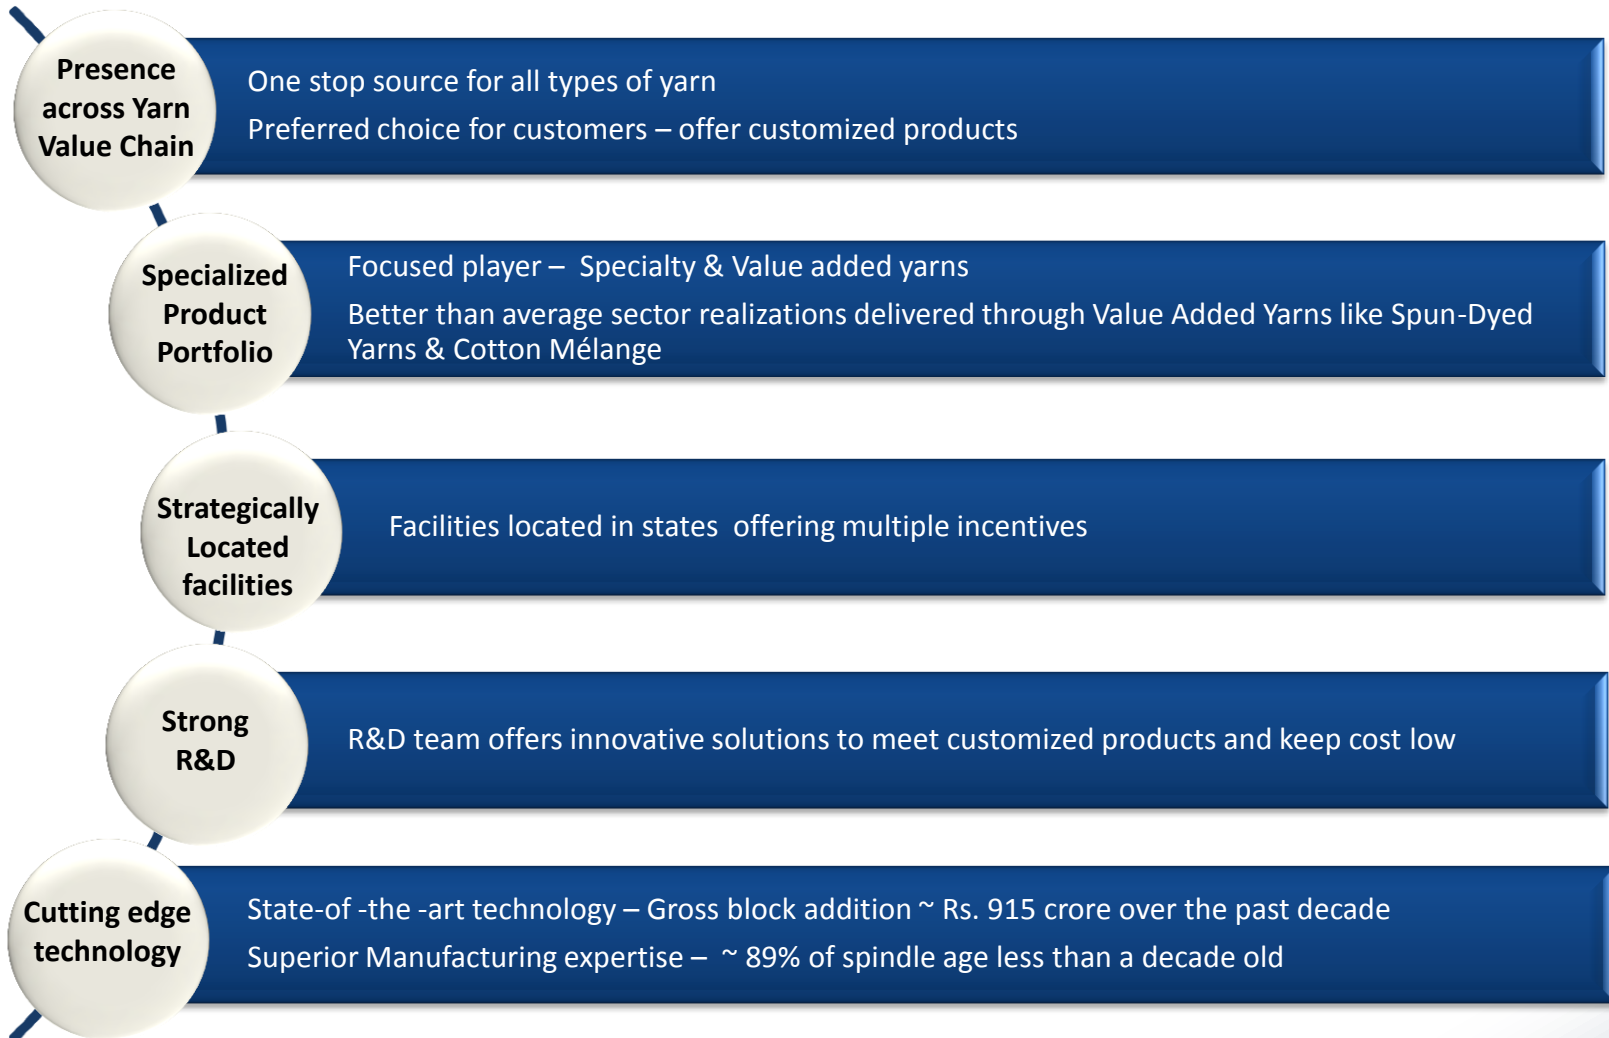 Presence
across Yarn
Value Chain
One stop source for all types of yarn
Preferred choice for customers – offer customized products
Specialized
Product
Portfolio
Focused player –  Specialty & Value added yarns
Better than average sector realizations delivered through Value Added Yarns like Spun-Dyed
Yarns & Cotton Mélange
Strategically
Located
facilities
Facilities located in states  offering multiple incentives
Strong
R&D
R&D team offers innovative solutions to meet customized products and keep cost low
Cutting edge
technology
State-of -the -art technology – Gross block addition ~ Rs. 915 crore over the past decade
Superior Manufacturing expertise –  ~ 89% of spindle age less than a decade old